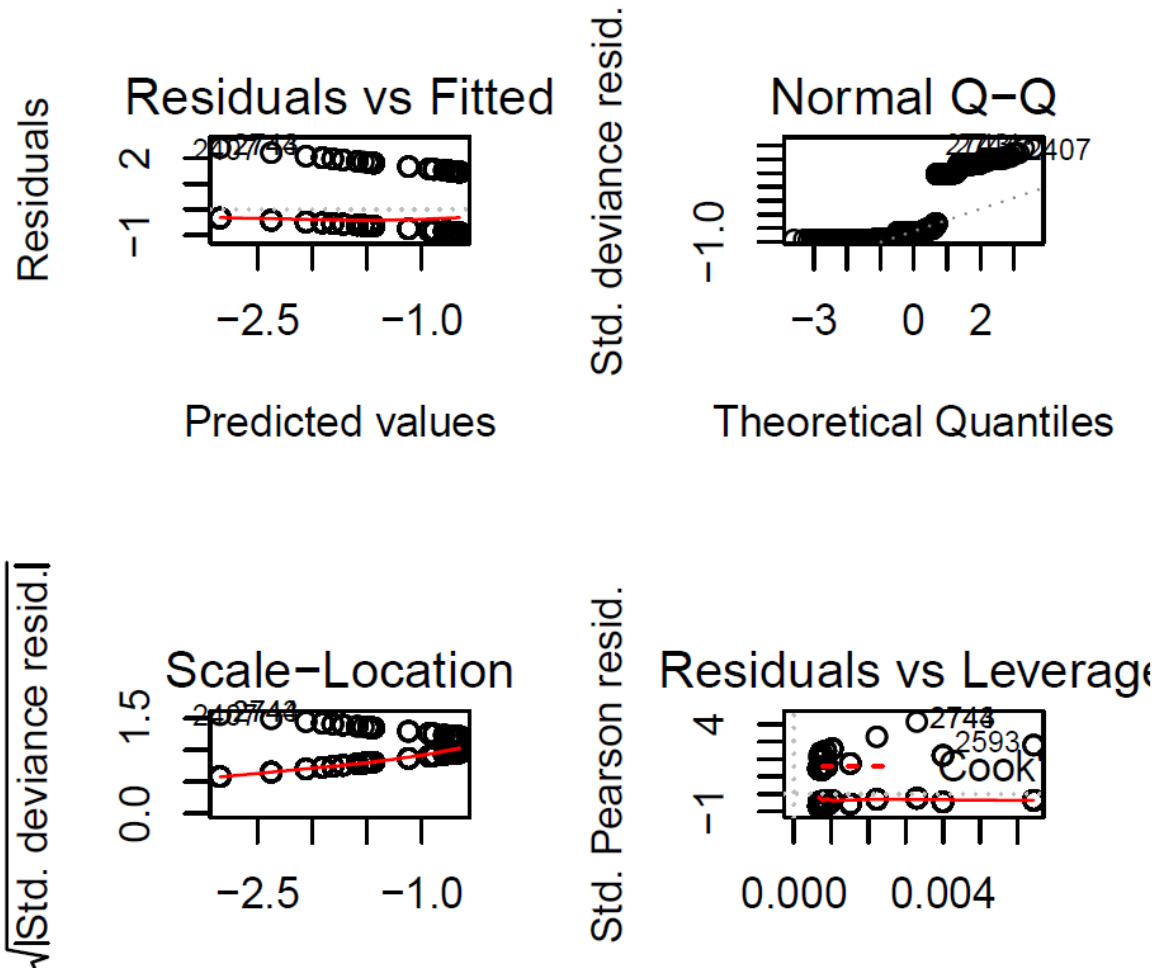 Residuals vs Fitted
Residuals
2
−1
2407
−2.5
−1.0
Predicted values
Normal Q−Q
Std. deviance resid.
−1.0
2407
−3
0
2
Theoretical Quantiles
Scale−Location
√|Std. deviance resid.|
1.5
0.0
−2.5
−1.0
Residuals vs Leverage
Std. Pearson resid.
4
−1
2593
Cook'
0.000
0.004